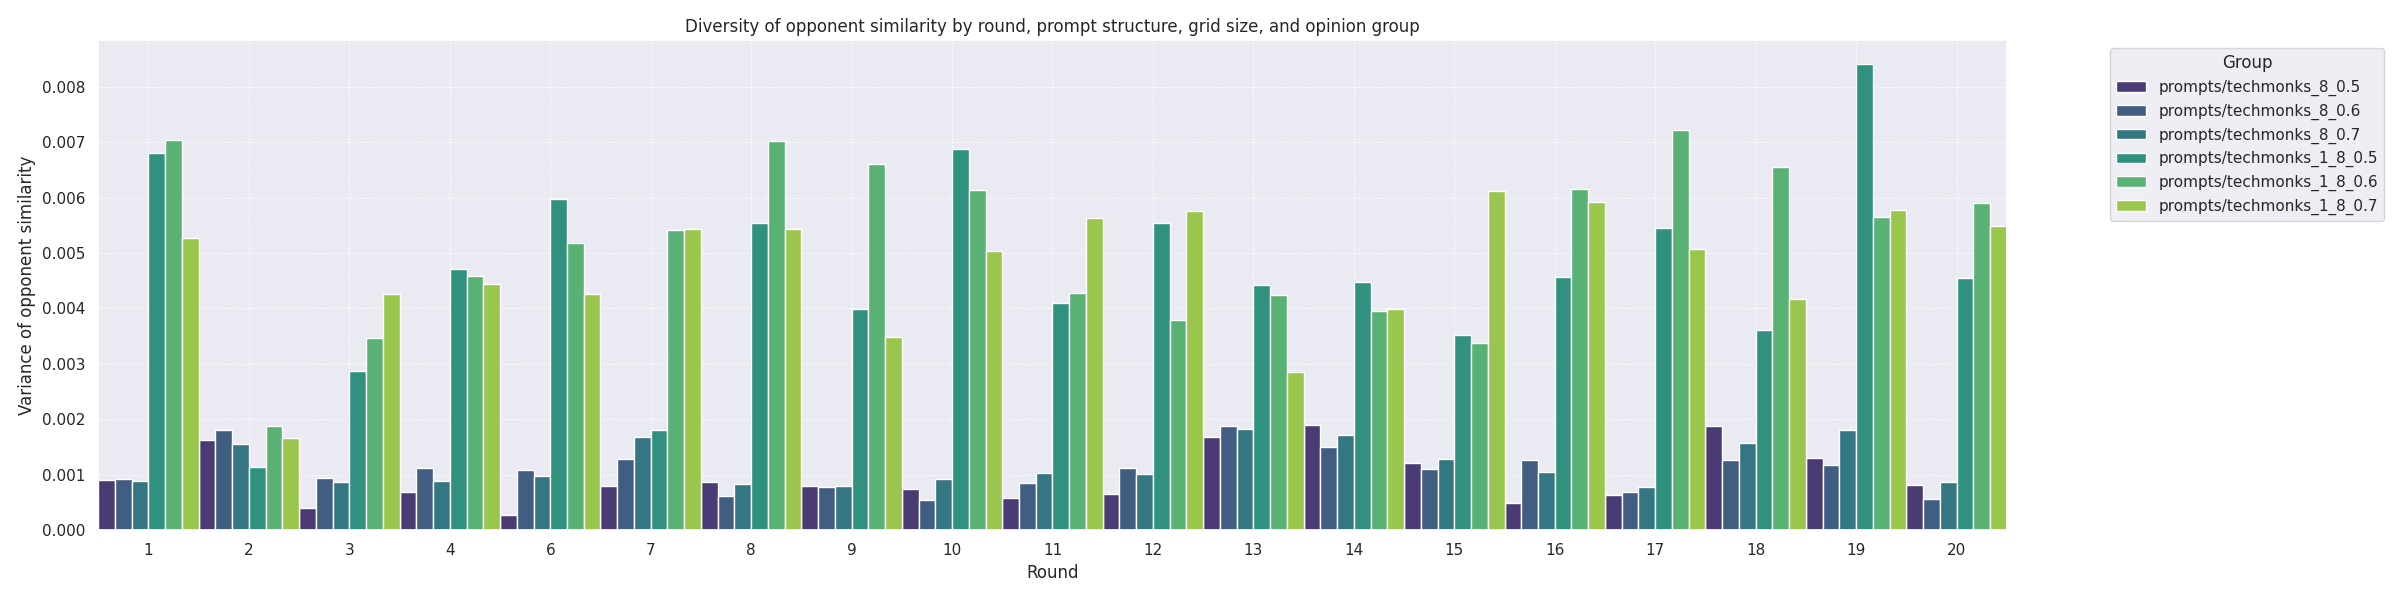 Diversity of opponent similarity by round, prompt structure, grid size, and opinion group
Variance of opponent similarity
0.008
0.007
0.006
0.005
0.004
0.003
0.002
0.001
0.000
1 2 3 4 6 7 8 9 10 11 12 13 14 15 16 17 18 19 20
Round
Group
prompts/techmonks_8_0.5
prompts/techmonks_8_0.6
prompts/techmonks_8_0.7
prompts/techmonks_1_8_0.5
prompts/techmonks_1_8_0.6
prompts/techmonks_1_8_0.7